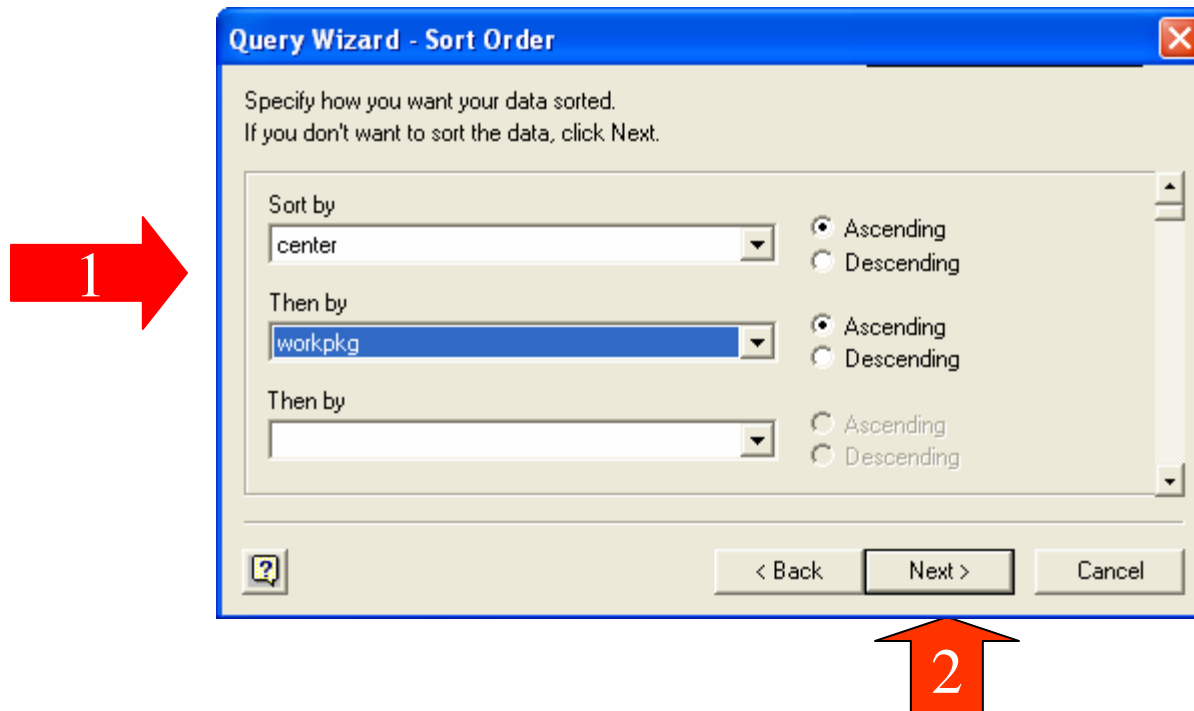 Query Wizard - Sort Order
Specify how you want your data sorted.
If you don't want to sort the data, click Next.
Sort by
center
Ascending
Descending
1
Then by
workpkg
Ascending
Descending
Then by
Ascending
Descending
?
< Back
Next >
Cancel
2